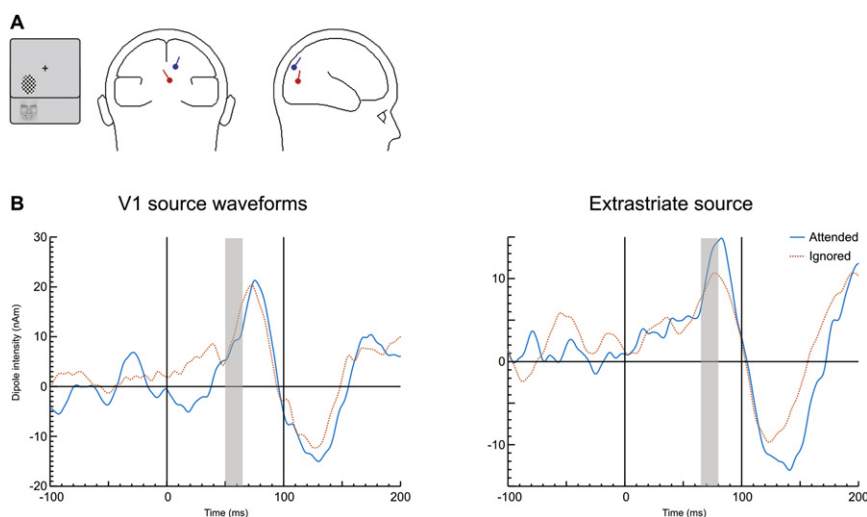 A
B
V1 source waveforms
Extrastriate source
30
20
10
0
-10
-20
Dipole intensity (nAm)
-100
0
100
200
Time (ms)
10
0
-10
-100
0
100
200
Time (ms)
Attended
Ignored